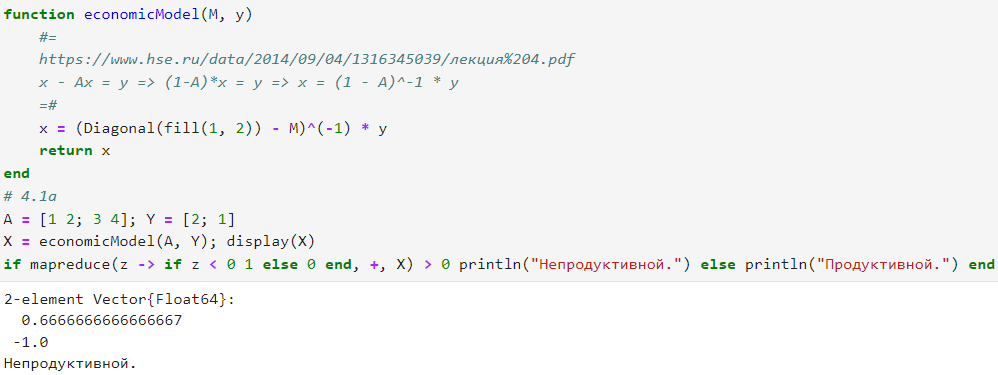 function economicModel(M, y)
#=
https://www.hse.ru/data/2014/09/04/1316345039/лекция%204.pdf
x - Ax = y => (1-A)*x = y => x = (1 - A)^-1 * y
=#
x = (Diagonal(fill(1, 2)) - M)^(-1) * y
return x
end
# 4.1a
A = [1 2; 3 4]; Y = [2; 1]
X = economicModel(A, Y); display(X)
if mapreduce(z -> if z < 0 1 else 0 end, +, X) > 0 println("Непродуктивной.") else println("Продуктивной.") end
2-element Vector{Float64}:
0.6666666666666667
-1.0
Непродуктивной.